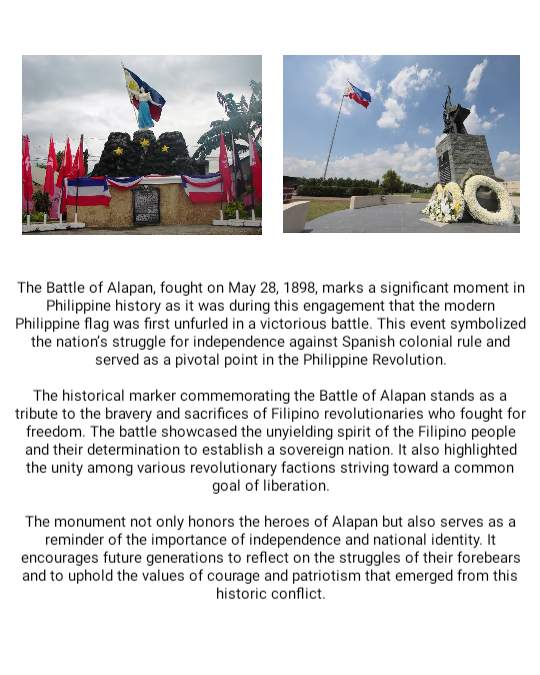 The Battle of Alapan, fought on May 28, 1898, marks a significant moment in
Philippine history as it was during this engagement that the modern
Philippine flag was first unfurled in a victorious battle. This event symbolized
the nation's struggle for independence against Spanish colonial rule and
served as a pivotal point in the Philippine Revolution.
The historical marker commemorating the Battle of Alapan stands as a
tribute to the bravery and sacrifices of Filipino revolutionaries who fought for
freedom. The battle showcased the unyielding spirit of the Filipino people
and their determination to establish a sovereign nation. It also highlighted
the unity among various revolutionary factions striving toward a common
goal of liberation.
The monument not only honors the heroes of Alapan but also serves as a
reminder of the importance of independence and national identity. It
encourages future generations to reflect on the struggles of their forebears
and to uphold the values of courage and patriotism that emerged from this
historic conflict.